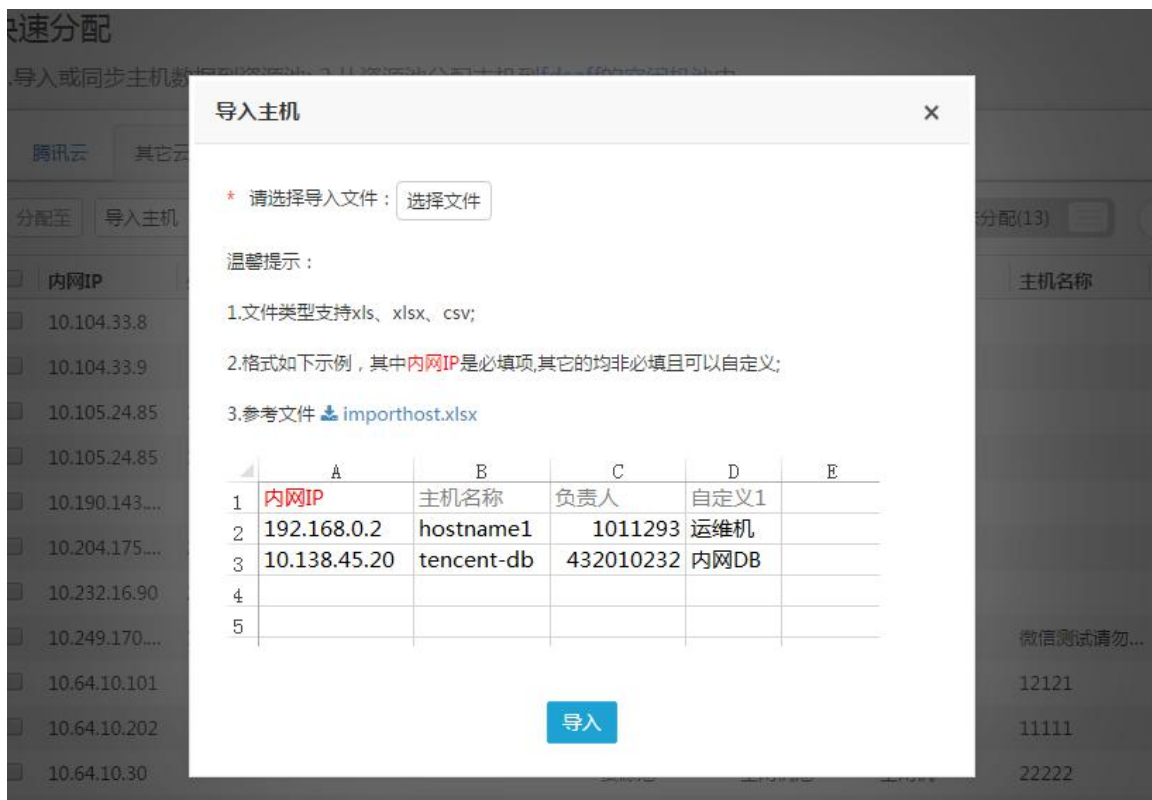 快速分配
.导入或同步主机数
腾讯云 其它云
分配至 导入主机
分配(13)
内网IP 主机名称
10.104.33.8
10.104.33.9
10.105.24.85
10.105.24.85
10.190.143....
10.204.175....
10.232.16.90
10.249.170.... 微信测试请勿...
10.64.10.101 12121
10.64.10.202 11111
10.64.10.30 22222
导入主机 ×
* 请选择导入文件: 选择文件
温馨提示:
1.文件类型支持xls、xlsx、csv;
2.格式如下示例,其中内网IP是必填项,其它的均非必填且可以自定义;
3.参考文件 importhost.xlsx
A B C D E
1 内网IP 主机名称 负责人 自定义1
2 192.168.0.2 hostname1 1011293 运维机
3 10.138.45.20 tencent-db 432010232 内网DB
4
5
导入